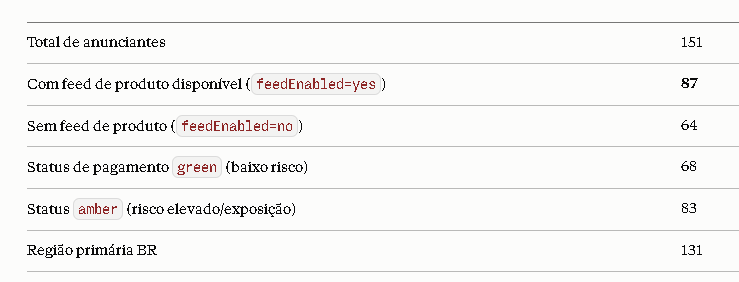 Total de anunciantes 151
Com feed de produto disponível (feedEnabled=yes) 87
Sem feed de produto (feedEnabled=no) 64
Status de pagamento green (baixo risco) 68
Status amber (risco elevado/exposição) 83
Região primária BR 131